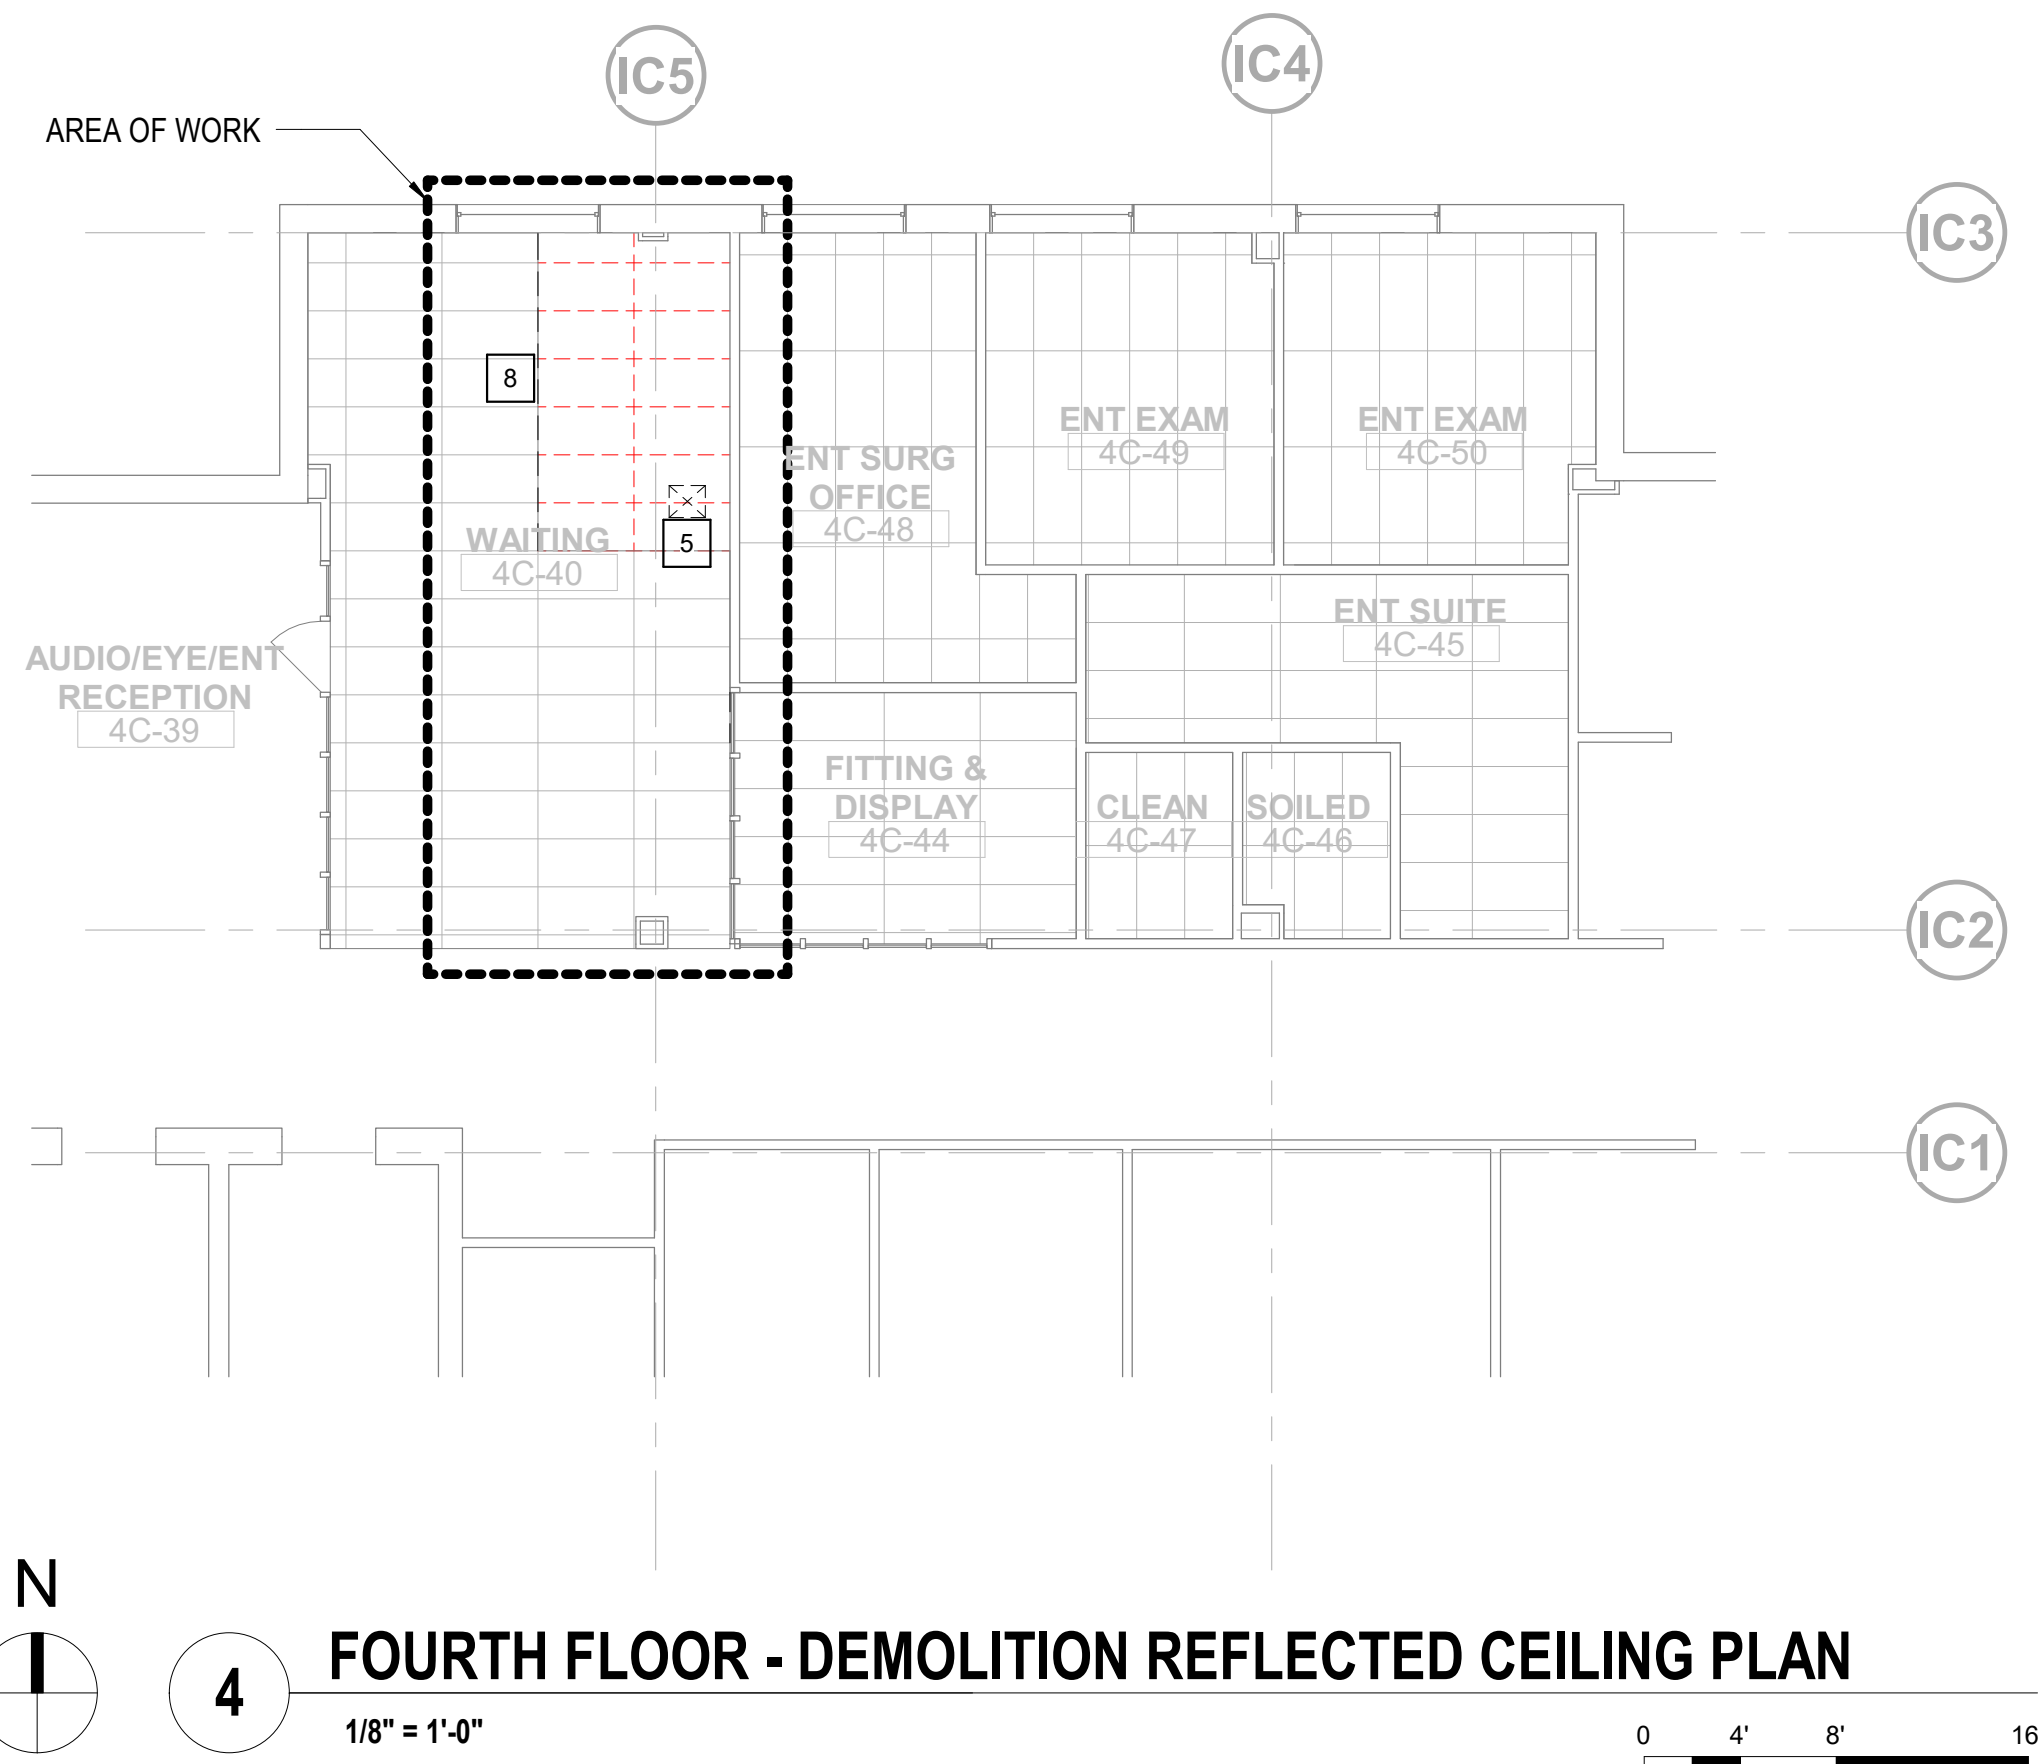 IC5
IC4
AREA OF WORK
IC3
8
ENT EXAM
4C-49
ENT EXAM
4C-50
ENT SURG
OFFICE
4C-48
WAITING
4C-40
5
ENT SUITE
4C-45
AUDIO/EYE/ENT
RECEPTION
4C-39
FITTING &
DISPLAY
4C-44
CLEAN
4C-47
SOILED
4C-46
IC2
IC1
N
4
FOURTH FLOOR - DEMOLITION REFLECTED CEILING PLAN
1/8" = 1'-0"
0 4' 8' 16